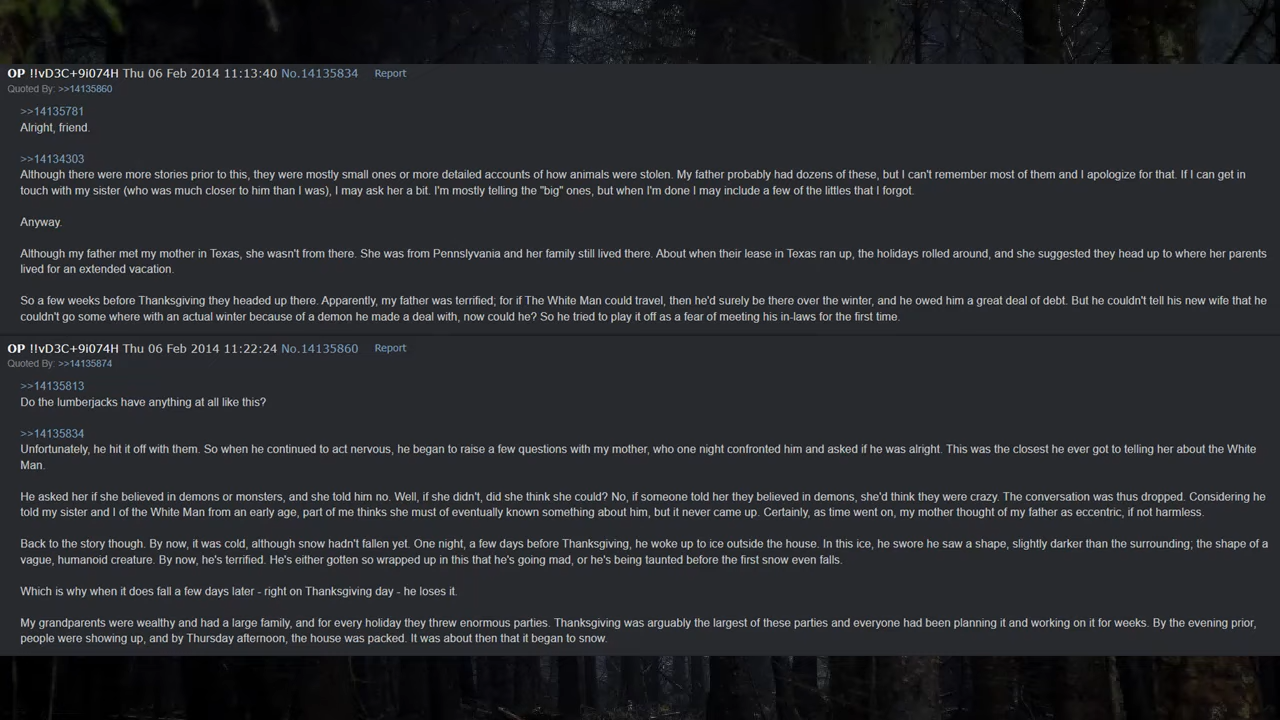 OP !!vD3C+9i074H Thu 06 Feb 2014 11:13:40 No.14135834 Report
Quoted By: >>14135860
>>14135781
Alright, friend.
>>14134303
Although there were more stories prior to this, they were mostly small ones or more detailed accounts of how animals were stolen. My father probably had dozens of these, but I can't remember most of them and I apologize for that. If I can get in
touch with my sister (who was much closer to him than I was), I may ask her a bit. I'm mostly telling the "big" ones, but when I'm done I may include a few of the littles that I forgot.
Anyway.
Although my father met my mother in Texas, she wasn't from there. She was from Pennslyvania and her family still lived there. About when their lease in Texas ran up, the holidays rolled around, and she suggested they head up to where her parents
lived for an extended vacation.
So a few weeks before Thanksgiving they headed up there. Apparently, my father was terrified; for if The White Man could travel, then he'd surely be there over the winter, and he owed him a great deal of debt. But he couldn't tell his new wife that he
couldn't go some where with an actual winter because of a demon he made a deal with, now could he? So he tried to play it off as a fear of meeting his in-laws for the first time.
OP !!vD3C+9i074H Thu 06 Feb 2014 11:22:24 No.14135860 Report
Quoted By: >>14135874
>>14135813
Do the lumberjacks have anything at all like this?
>>14135834
Unfortunately, he hit it off with them. So when he continued to act nervous, he began to raise a few questions with my mother, who one night confronted him and asked if he was alright. This was the closest he ever got to telling her about the White
Man.
He asked her if she believed in demons or monsters, and she told him no. Well, if she didn't, did she think she could? No, if someone told her they believed in demons, she'd think they were crazy. The conversation was thus dropped. Considering he
told my sister and I of the White Man from an early age, part of me thinks she must of eventually known something about him, but it never came up. Certainly, as time went on, my mother thought of my father as eccentric, if not harmless.
Back to the story though. By now, it was cold, although snow hadn't fallen yet. One night, a few days before Thanksgiving, he woke up to ice outside the house. In this ice, he swore he saw a shape, slightly darker than the surrounding; the shape of a
vague, humanoid creature. By now, he's terrified. He's either gotten so wrapped up in this that he's going mad, or he's being taunted before the first snow even falls.
Which is why when it does fall a few days later - right on Thanksgiving day - he loses it.
My grandparents were wealthy and had a large family, and for every holiday they threw enormous parties. Thanksgiving was arguably the largest of these parties and everyone had been planning it and working on it for weeks. By the evening prior,
people were showing up, and by Thursday afternoon, the house was packed. It was about then that it began to snow.